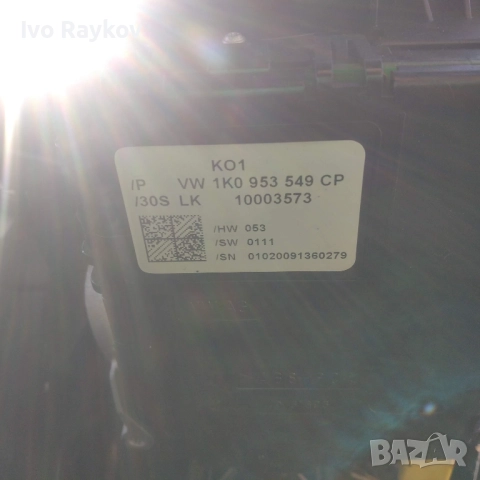 Ivo Raykov
KO1
/P VW 1K0 953 549 CP
/30S LK 10003573
/HW 053
/SW 0111
/SN 01020091360279
BAZAR